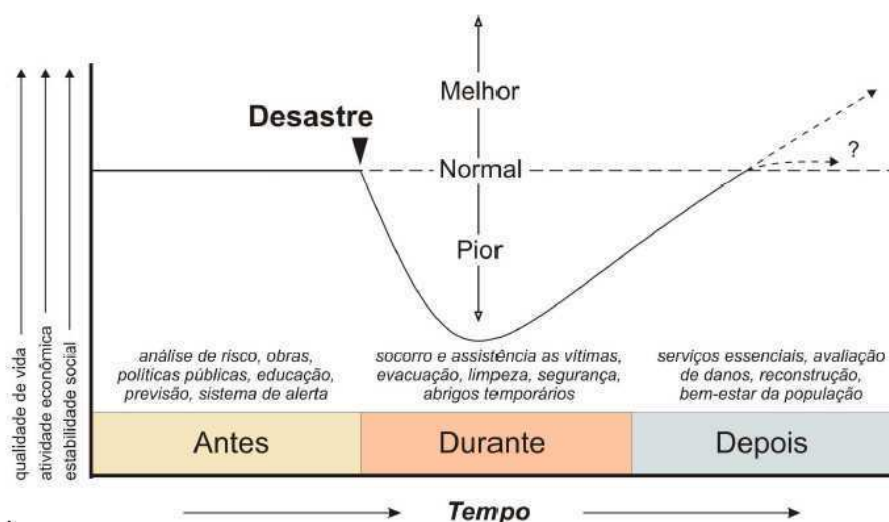 Melhor
Desastre
?
Normal
Pior
qualidade de vida
atividade econômica
estabilidade social
análise de risco, obras,
políticas públicas, educação,
previsão, sistema de alerta
socorro e assistência as vítimas,
evacuação, limpeza, segurança,
abrigos temporários
serviços essenciais, avaliação
de danos, reconstrução,
bem-estar da população
Antes
Durante
Depois
Tempo